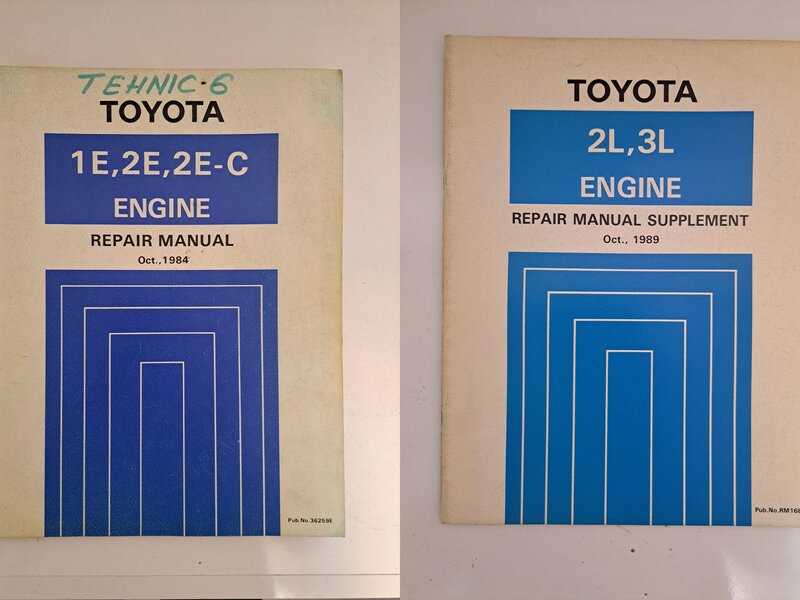 TEHNIC·6
TOYOTA
1E,2E,2E-C
ENGINE
REPAIR MANUAL
Oct.,1984
Pub.No.36259E
TOYOTA
2L,3L
ENGINE
REPAIR MANUAL SUPPLEMENT
Oct., 1989